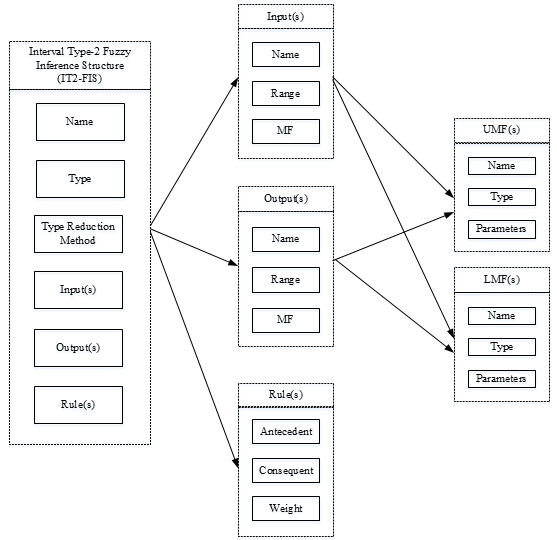 Interval Type-2 Fuzzy
Inference Structure
(IT2-FIS)
Name
Type
Type Reduction
Method
Input(s)
Output(s)
Rule(s)
Input(s)
Name
Range
MF
Output(s)
Name
Range
MF
Rule(s)
Antecedent
Consequent
Weight
UMF(s)
Name
Type
Parameters
LMF(s)
Name
Type
Parameters